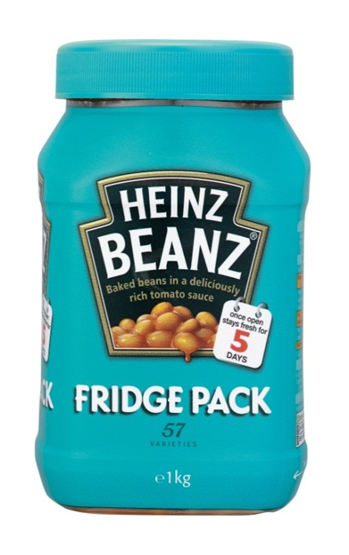 HEINZ
BEANZ®
Baked beans in a deliciously
rich tomato sauce
once open
stays fresh for
5
DAYS
CK
FRIDGE PACK
57
VARIETIES
e1kg